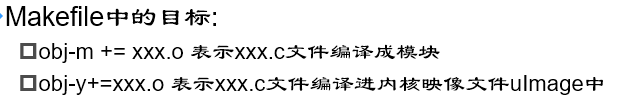 Makefile中的目标:
obj-m += xxx.o 表示xxx.c文件编译成模块
obj-y+=xxx.o 表示xxx.c文件编译进内核映像文件uImage中